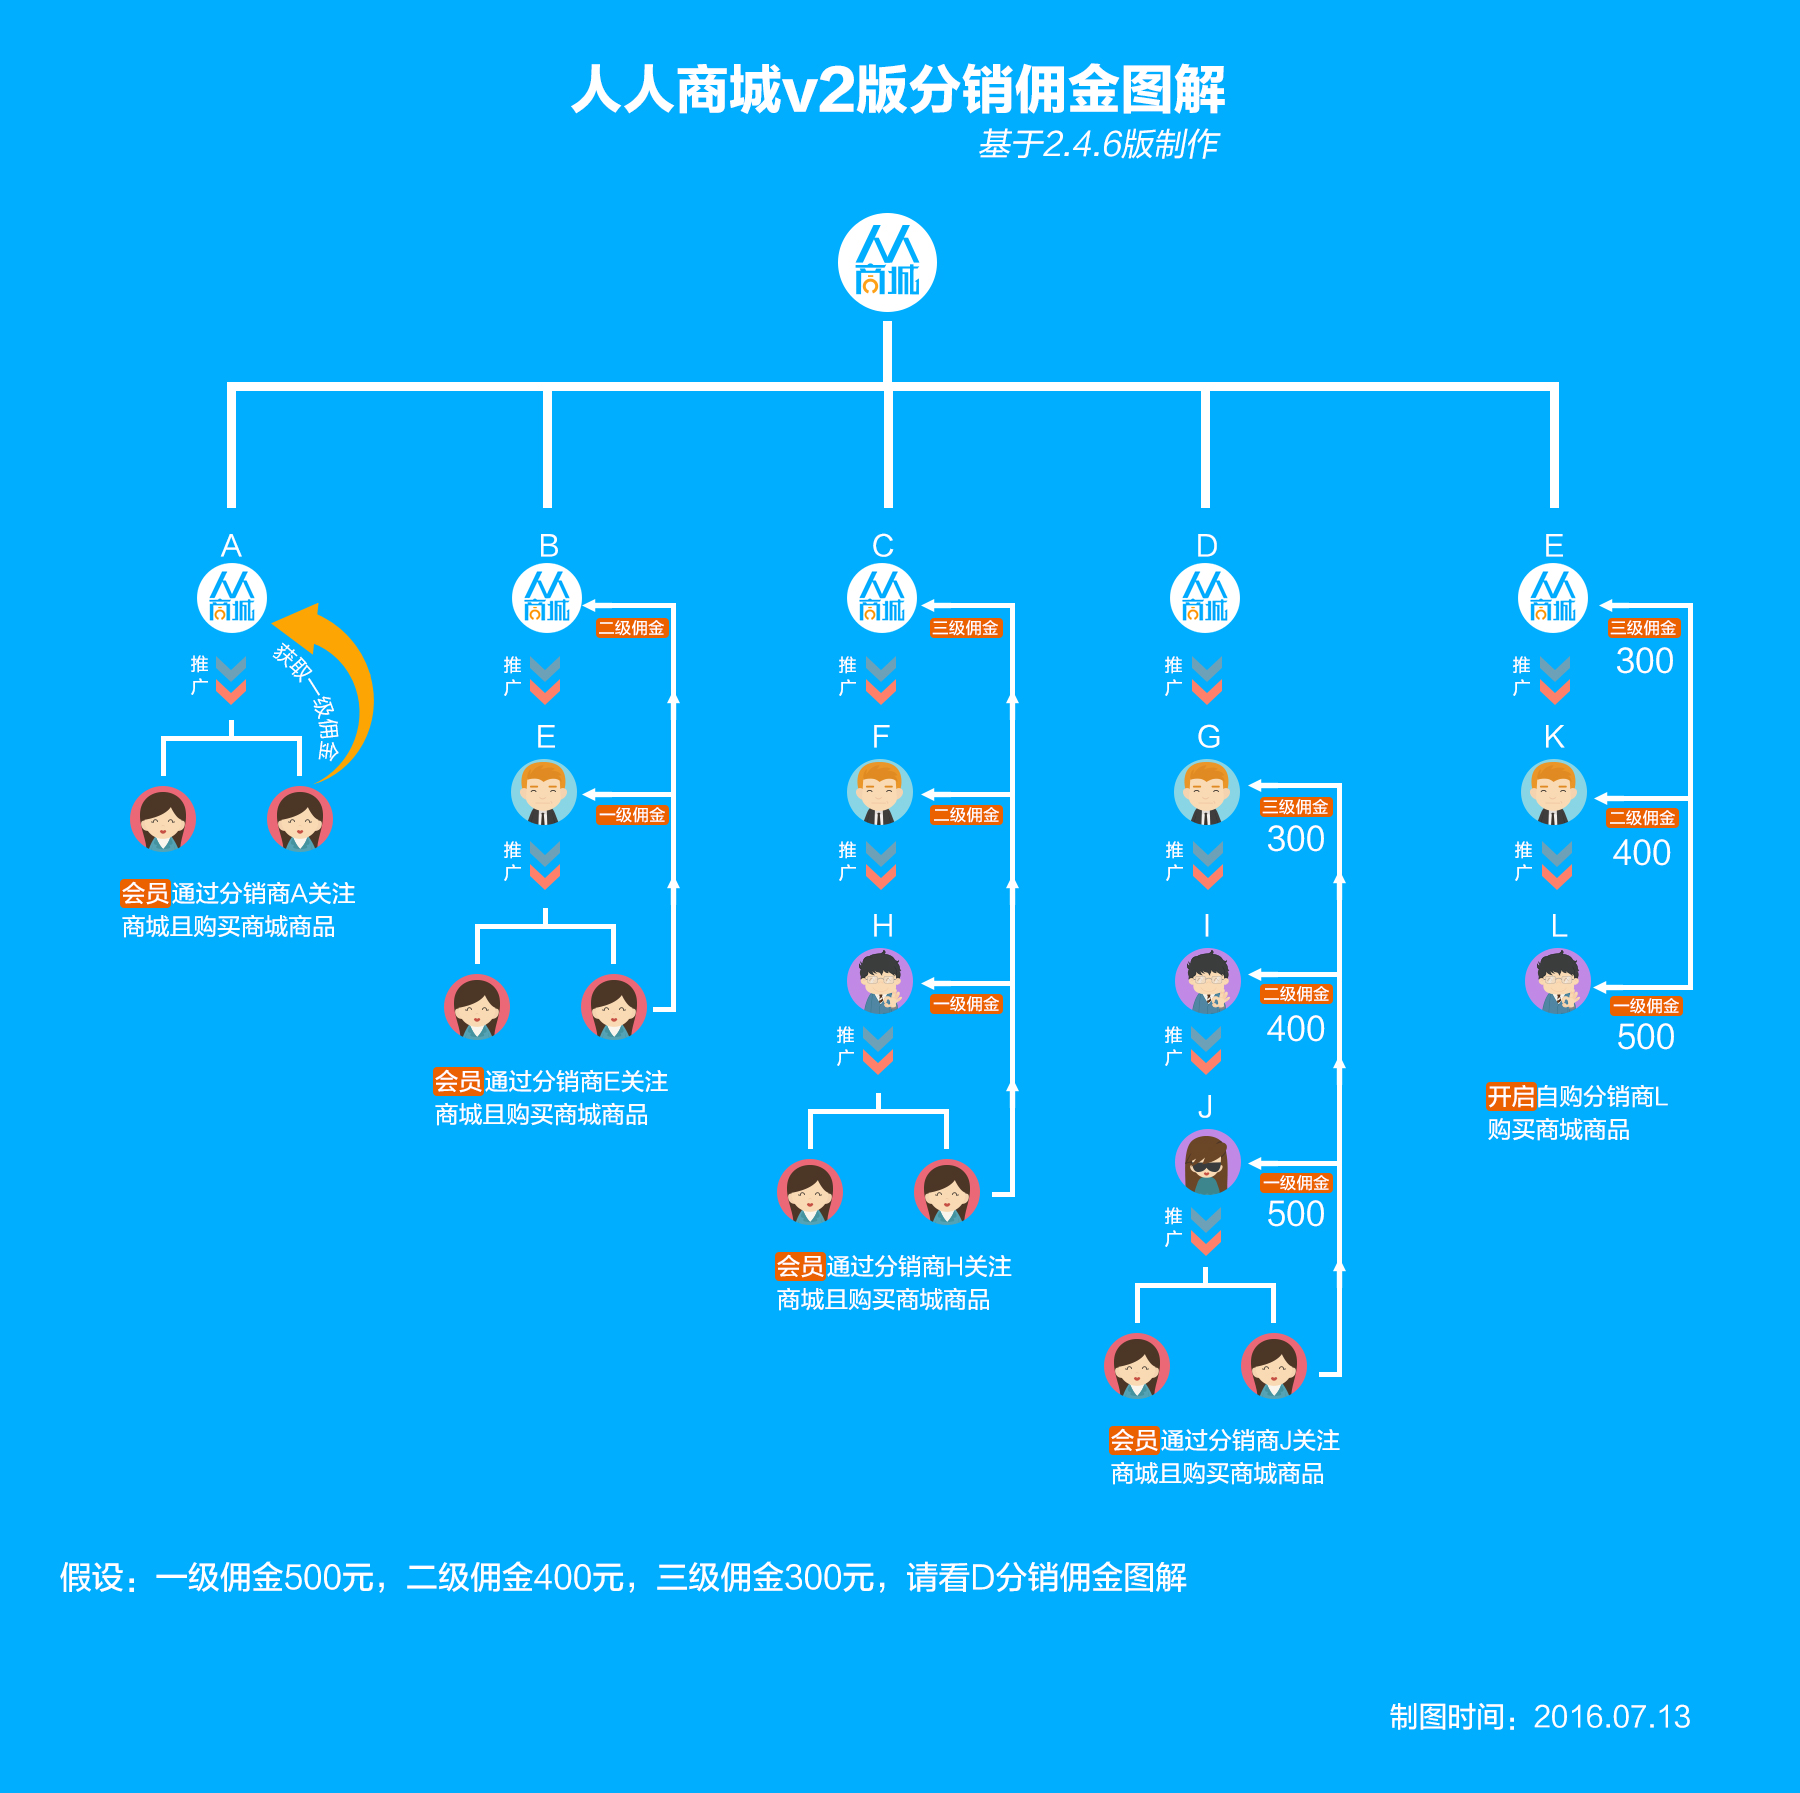 人人商城v2版分销佣金图解
基于2.4.6版制作
人人
商城
A
B
C
D
E
人人
商城
人人
商城
人人
商城
人人
商城
人人
商城
二级佣金
三级佣金
三级佣金
300
获取一级佣金
推
广
推
广
推
广
推
广
推
广
E
F
G
K
一级佣金
二级佣金
三级佣金
300
二级佣金
400
推
广
推
广
推
广
推
广
会员通过分销商A关注
商城且购买商城商品
H
I
L
一级佣金
二级佣金
400
一级佣金
500
推
广
推
广
会员通过分销商E关注
商城且购买商城商品
开启自购分销商L
购买商城商品
J
一级佣金
500
推
广
会员通过分销商H关注
商城且购买商城商品
会员通过分销商J关注
商城且购买商城商品
假设：一级佣金500元，二级佣金400元，三级佣金300元，请看D分销佣金图解
制图时间：2016.07.13